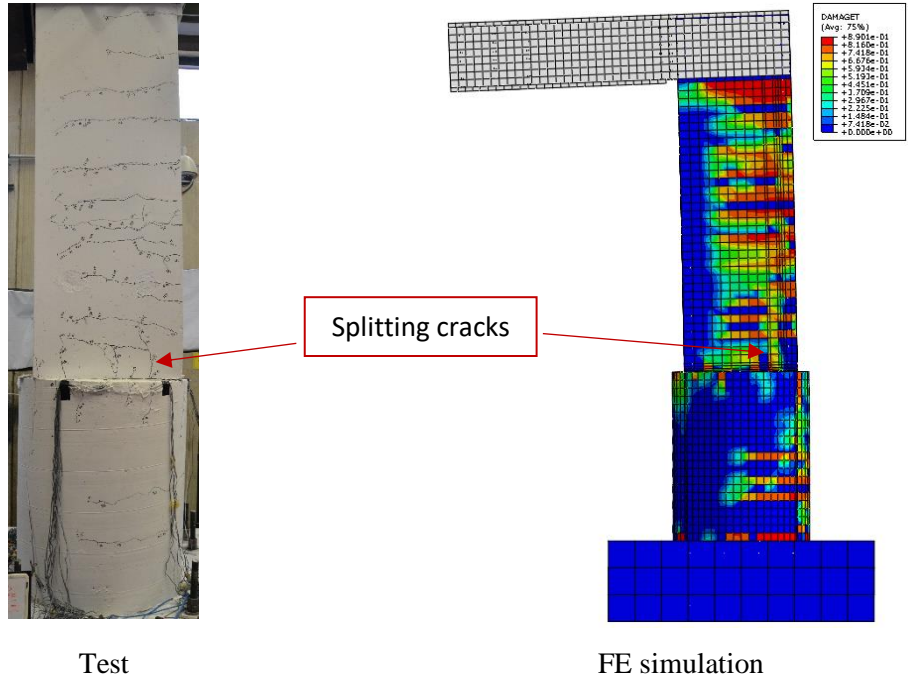 DAMAGET
(Avg: 75%)
+8.901e-01
+8.160e-01
+7.418e-01
+6.676e-01
+5.934e-01
+5.193e-01
+4.451e-01
+3.709e-01
+2.967e-01
+2.225e-01
+1.484e-01
+7.418e-02
+0.000e+00
Splitting cracks
Test
FE simulation